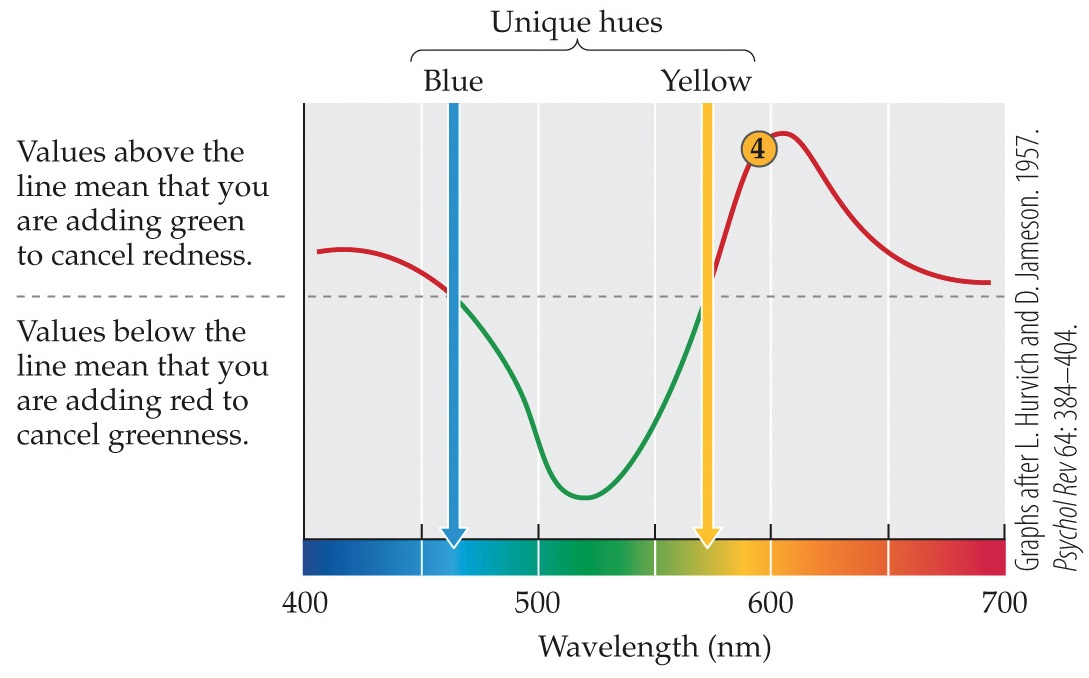 Unique hues
Blue
Yellow
Values above the
line mean that you
are adding green
to cancel redness.
Values below the
line mean that you
are adding red to
cancel greenness.
4
400
500
600
700
Wavelength (nm)
Graphs after L. Hurvich and D. Jameson. 1957.
Psychol Rev 64: 384–404.